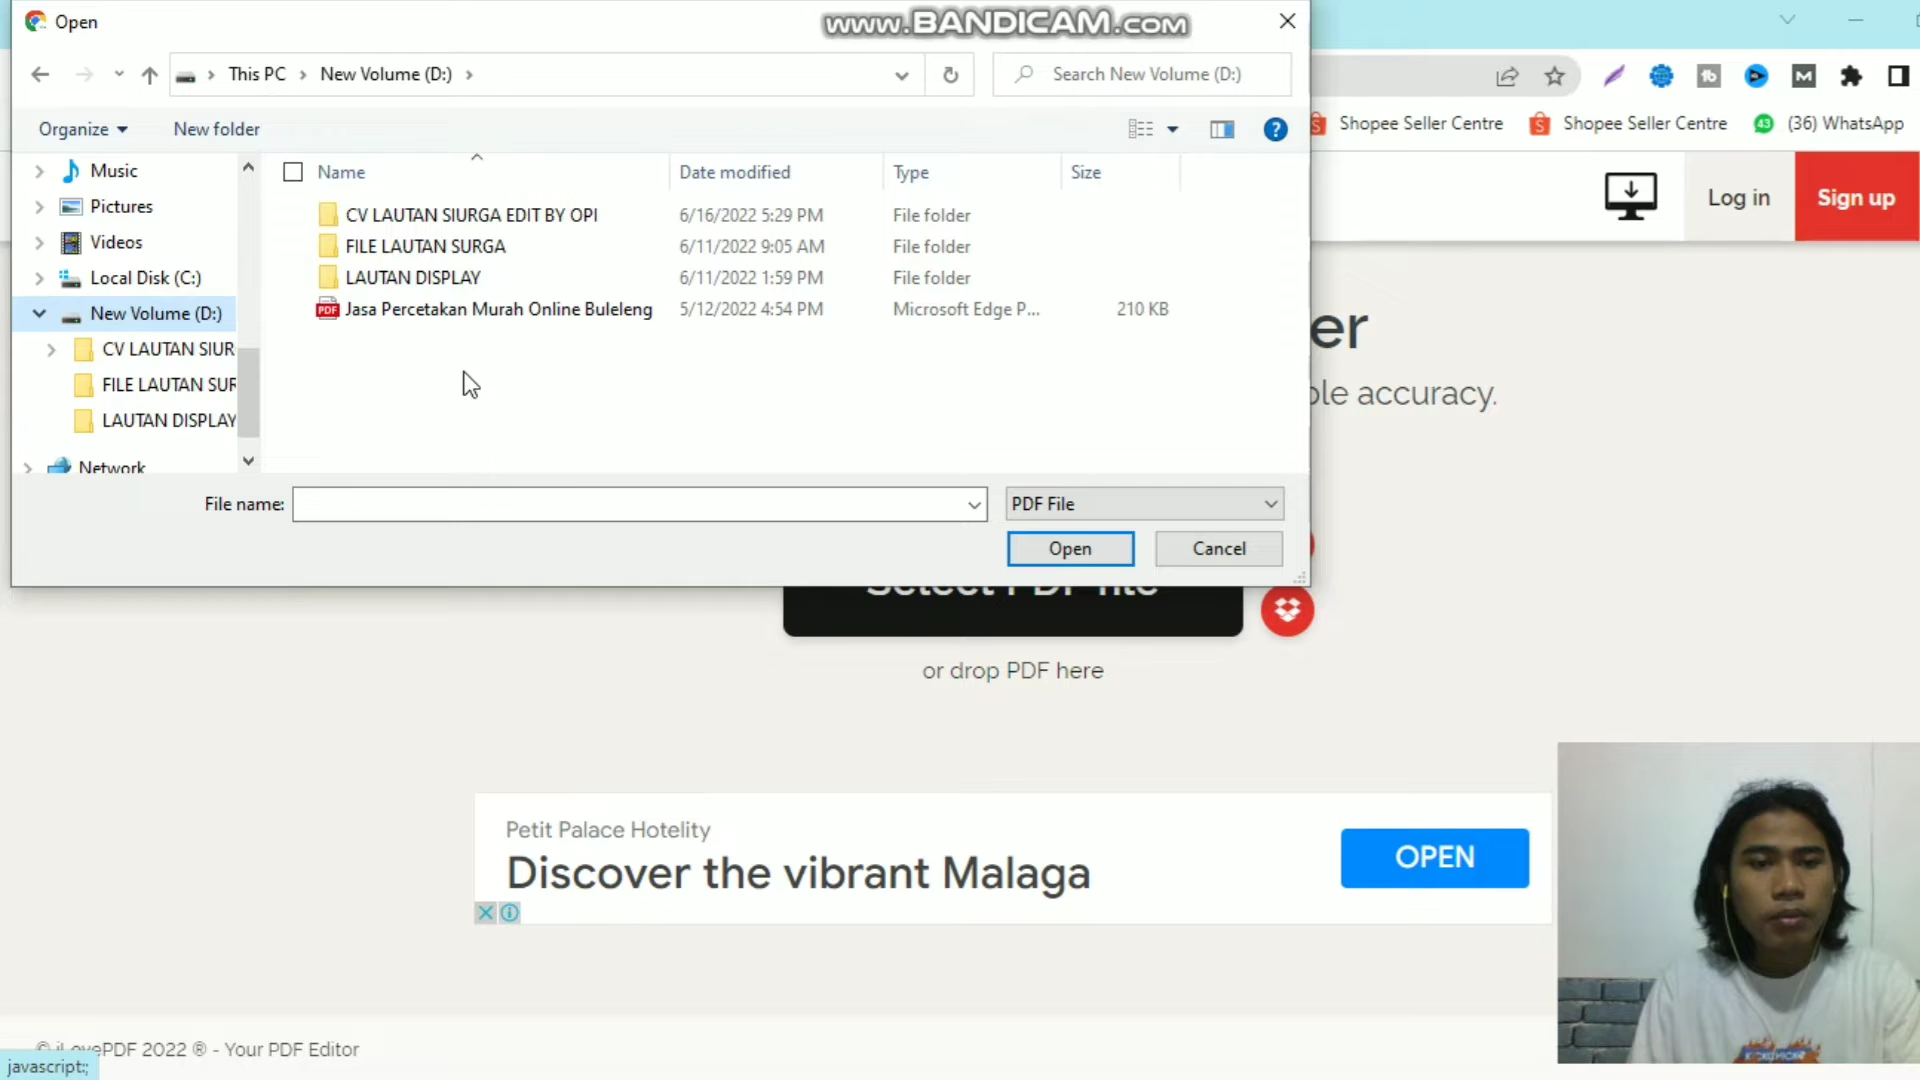 Open
www.BANDICAM.com
This PC
New Volume (D:)
Search New Volume (D:)
Organize
New folder
Shopee Seller Centre
Shopee Seller Centre
43
(36) WhatsApp
Music
Pictures
Videos
Local Disk (C:)
New Volume (D:)
CV LAUTAN SIUR
FILE LAUTAN SUR
LAUTAN DISPLAY
Network
Name Date modified Type Size
CV LAUTAN SIURGA EDIT BY OPI 6/16/2022 5:29 PM File folder
FILE LAUTAN SURGA 6/11/2022 9:05 AM File folder
LAUTAN DISPLAY 6/11/2022 1:59 PM File folder
PDF Jasa Percetakan Murah Online Buleleng 5/12/2022 4:54 PM Microsoft Edge P... 210 KB
Log in
Sign up
er
ble accuracy.
File name:
PDF File
Open
Cancel
Select PDF file
or drop PDF here
Petit Palace Hotelity
Discover the vibrant Malaga
OPEN
© iLovePDF 2022 ® - Your PDF Editor
javascript:;